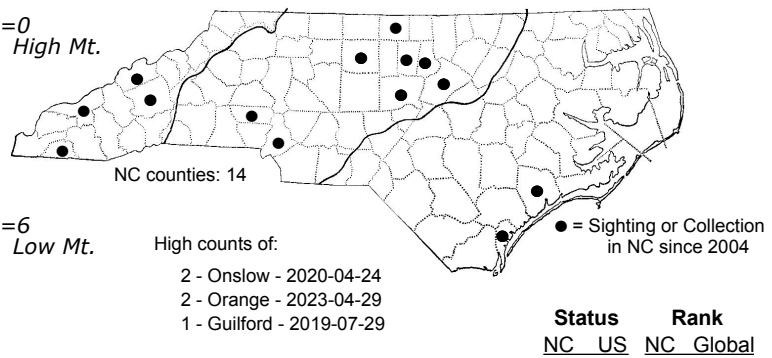 =0
High Mt.
NC counties: 14
=6
Low Mt.
High counts of:
2 - Onslow - 2020-04-24
2 - Orange - 2023-04-29
1 - Guilford - 2019-07-29
● = Sighting or Collection
in NC since 2004
Status Rank
NC US NC Global